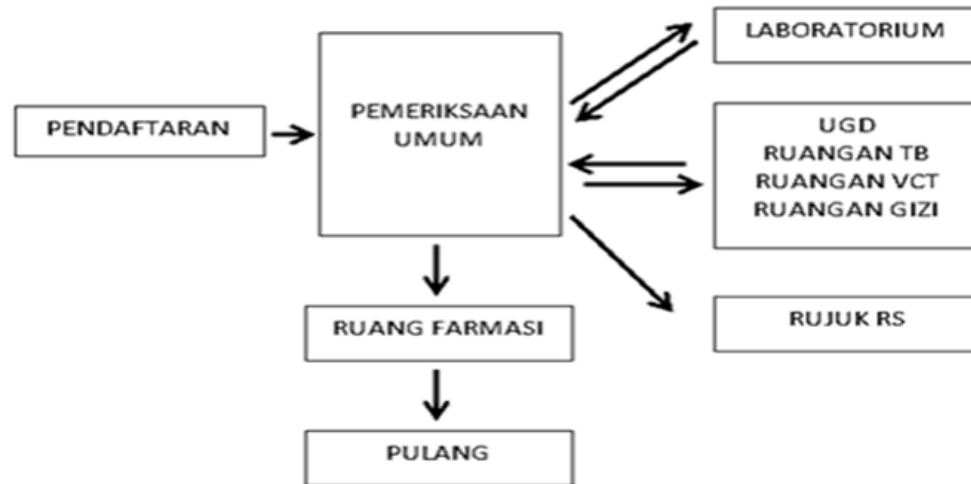 PENDAFTARAN
PEMERIKSAAN
UMUM
LABORATORIUM
UGD
RUANGAN TB
RUANGAN VCT
RUANGAN GIZI
RUJUK RS
RUANG FARMASI
PULANG